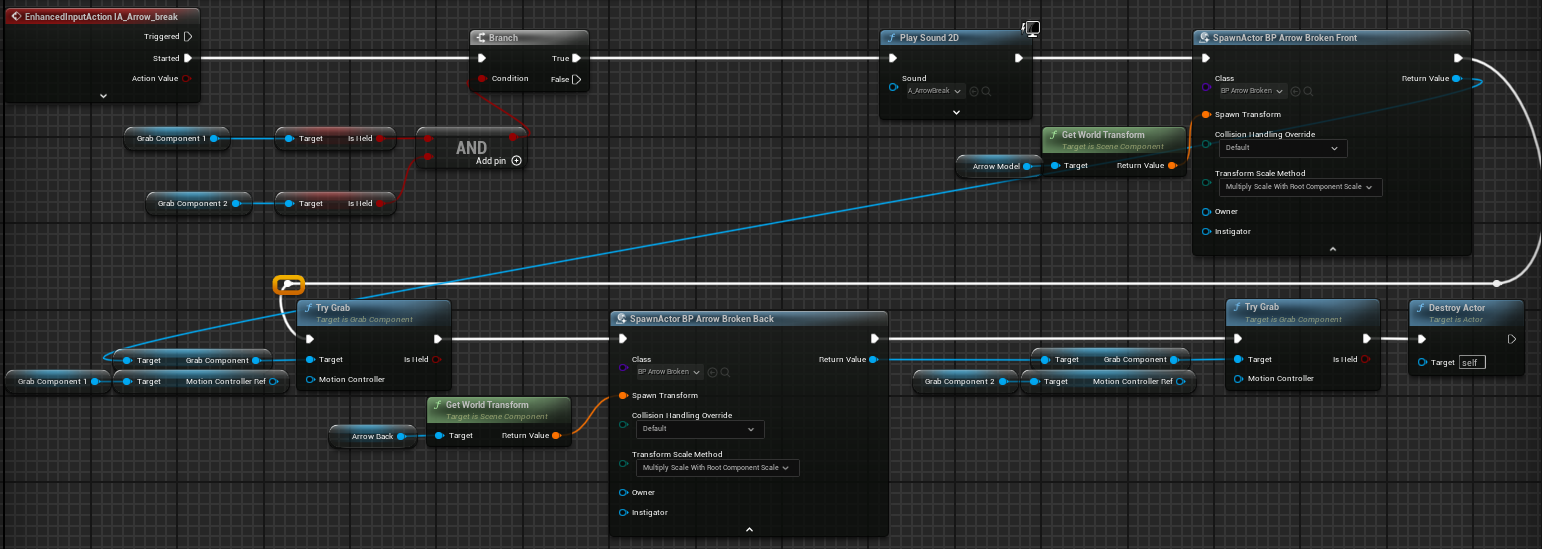 EnhancedInputAction IA_Arrow_break
Triggered
Started
Action Value
Branch
True
Condition
False
Grab Component 1
Target
Is Held
AND
Add pin
Grab Component 2
Target
Is Held
Play Sound 2D
Sound
A_ArrowBreak
Get World Transform
Target is Scene Component
Arrow Model
Target
Return Value
SpawnActor BP Arrow Broken Front
Class
Return Value
BP Arrow Broken
Spawn Transform
Collision Handling Override
Default
Transform Scale Method
Multiply Scale With Root Component Scale
Owner
Instigator
Try Grab
Target is Grab Component
Target
Is Held
Motion Controller
Target
Grab Component
Grab Component 1
Target
Motion Controller Ref
Get World Transform
Target is Scene Component
Arrow Back
Target
Return Value
SpawnActor BP Arrow Broken Back
Class
Return Value
BP Arrow Broken
Spawn Transform
Collision Handling Override
Default
Transform Scale Method
Multiply Scale With Root Component Scale
Owner
Instigator
Target
Grab Component
Grab Component 2
Target
Motion Controller Ref
Try Grab
Target is Grab Component
Target
Is Held
Motion Controller
Destroy Actor
Target is Actor
Target
self